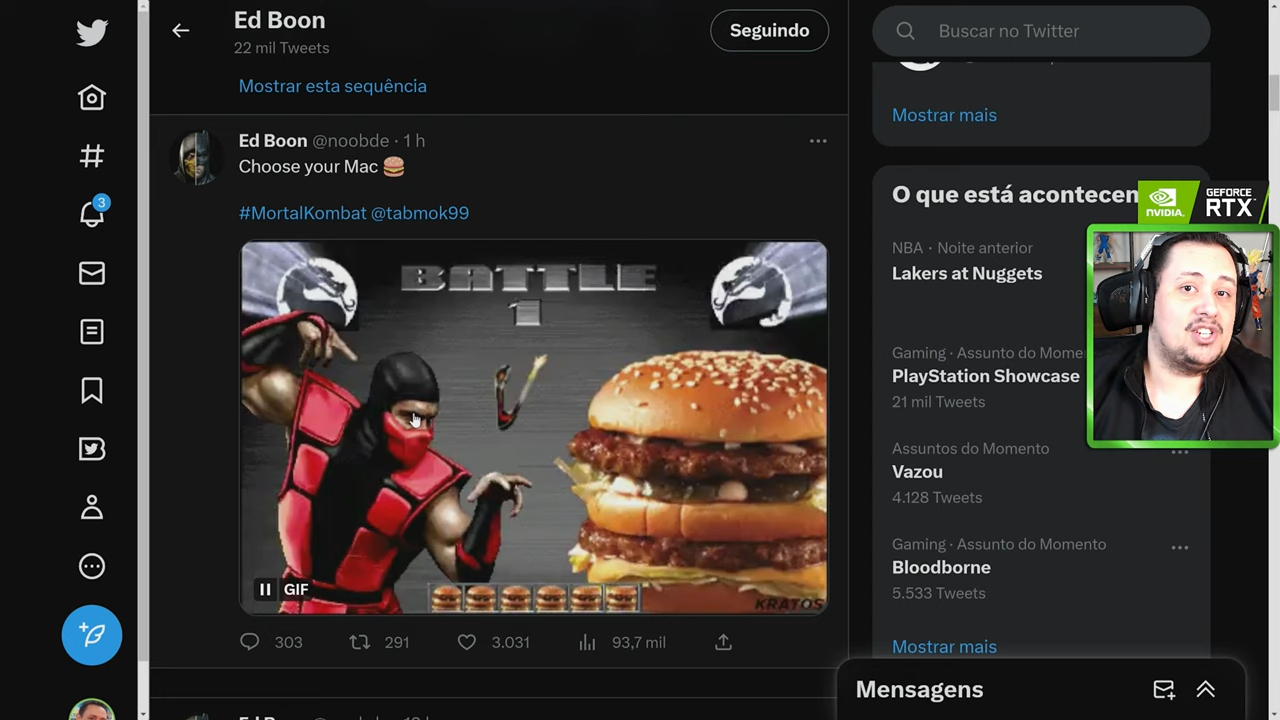 Ed Boon
22 mil Tweets
Seguindo
Buscar no Twitter
Mostrar esta sequência
Mostrar mais
Ed Boon @noobde · 1 h
Choose your Mac 🍔
#MortalKombat @tabmok99
BATTLE
1
GIF
KRATOS
303
291
3.031
93,7 mil
O que está acontecen
NVIDIA.
GEFORCE
RTX
NBA · Noite anterior
Lakers at Nuggets
Gaming · Assunto do Mome
PlayStation Showcase
21 mil Tweets
Assuntos do Momento
Vazou
4.128 Tweets
Gaming · Assunto do Momento
Bloodborne
5.533 Tweets
Mostrar mais
Mensagens
3